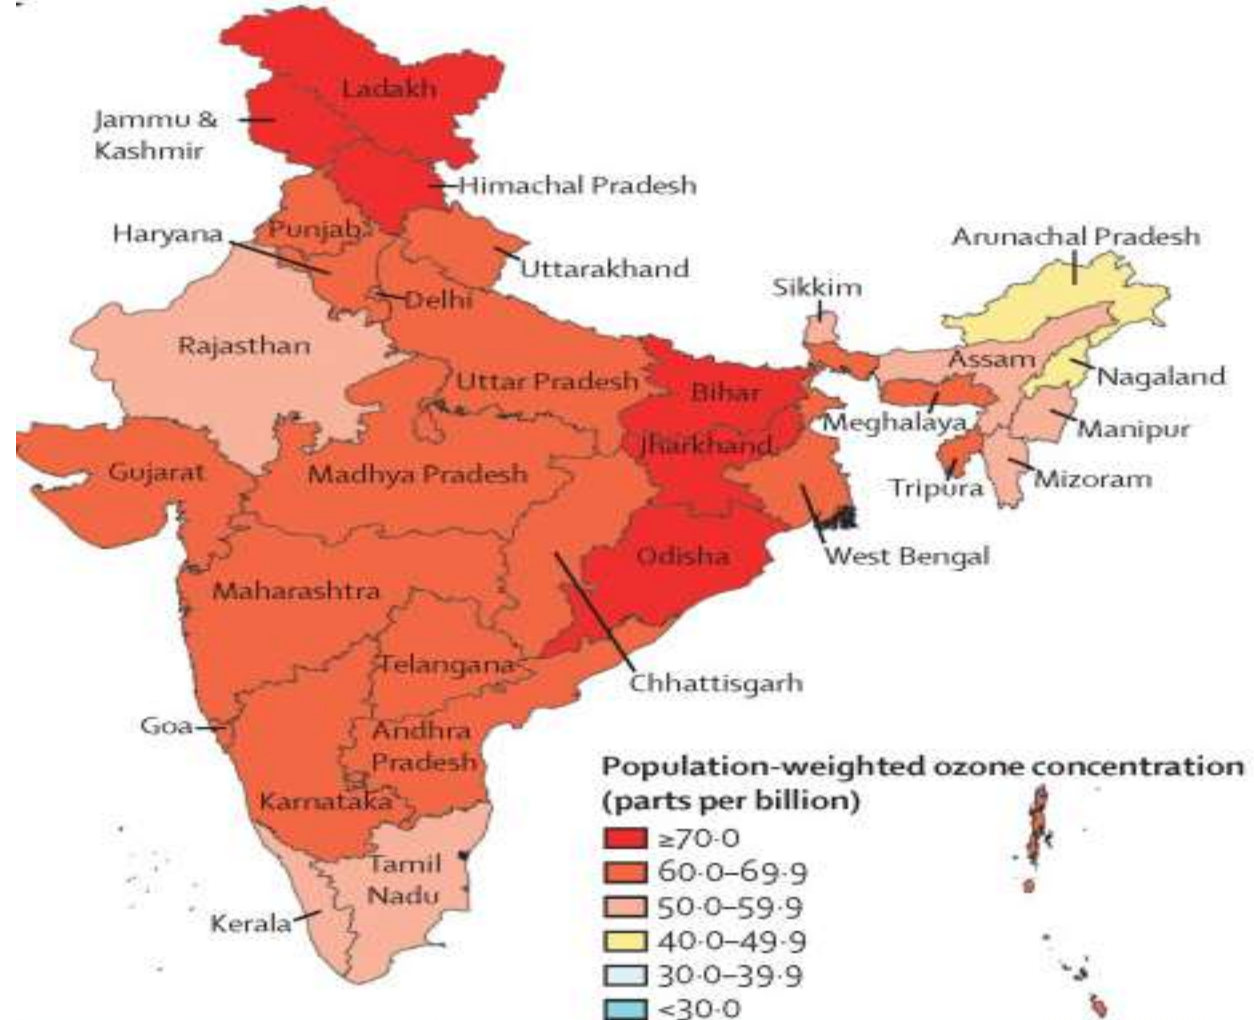 Ladakh
Jammu &
Kashmir
Himachal Pradesh
Punjab
Haryana
Uttarakhand
Delhi
Arunachal Pradesh
Sikkim
Rajasthan
Uttar Pradesh
Bihar
Assam
Nagaland
Meghalaya
Manipur
Jharkhand
Gujarat
Madhya Pradesh
Tripura
Mizoram
Odisha
West Bengal
Maharashtra
Telangana
Chhattisgarh
Goa
Andhra
Pradesh
Karnataka
Tamil
Nadu
Kerala
Population-weighted ozone concentration
(parts per billion)
≥70·0
60·0–69·9
50·0–59·9
40·0–49·9
30·0–39·9
<30·0